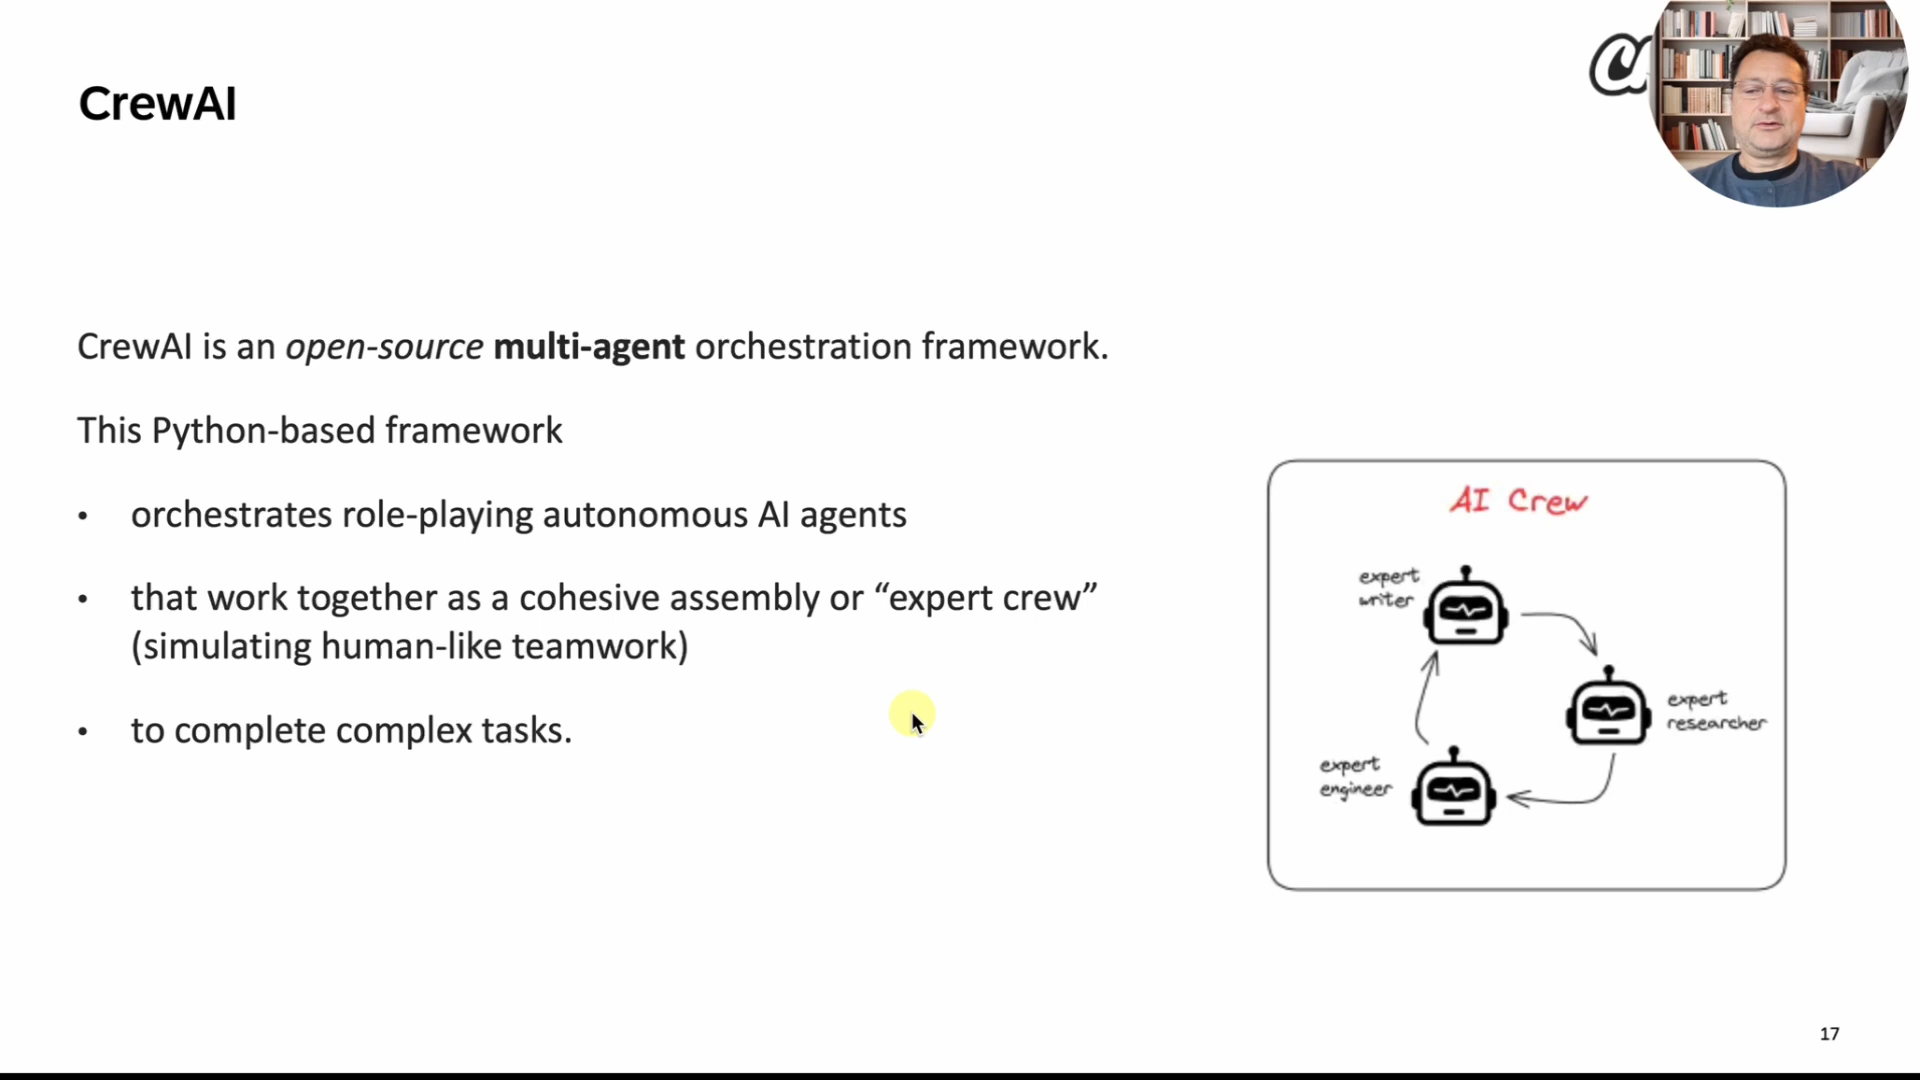 CrewAI
CrewAI is an open-source multi-agent orchestration framework.
This Python-based framework
• orchestrates role-playing autonomous AI agents
• that work together as a cohesive assembly or “expert crew”
(simulating human-like teamwork)
• to complete complex tasks.
AI Crew
expert
writer
expert
researcher
expert
engineer
17